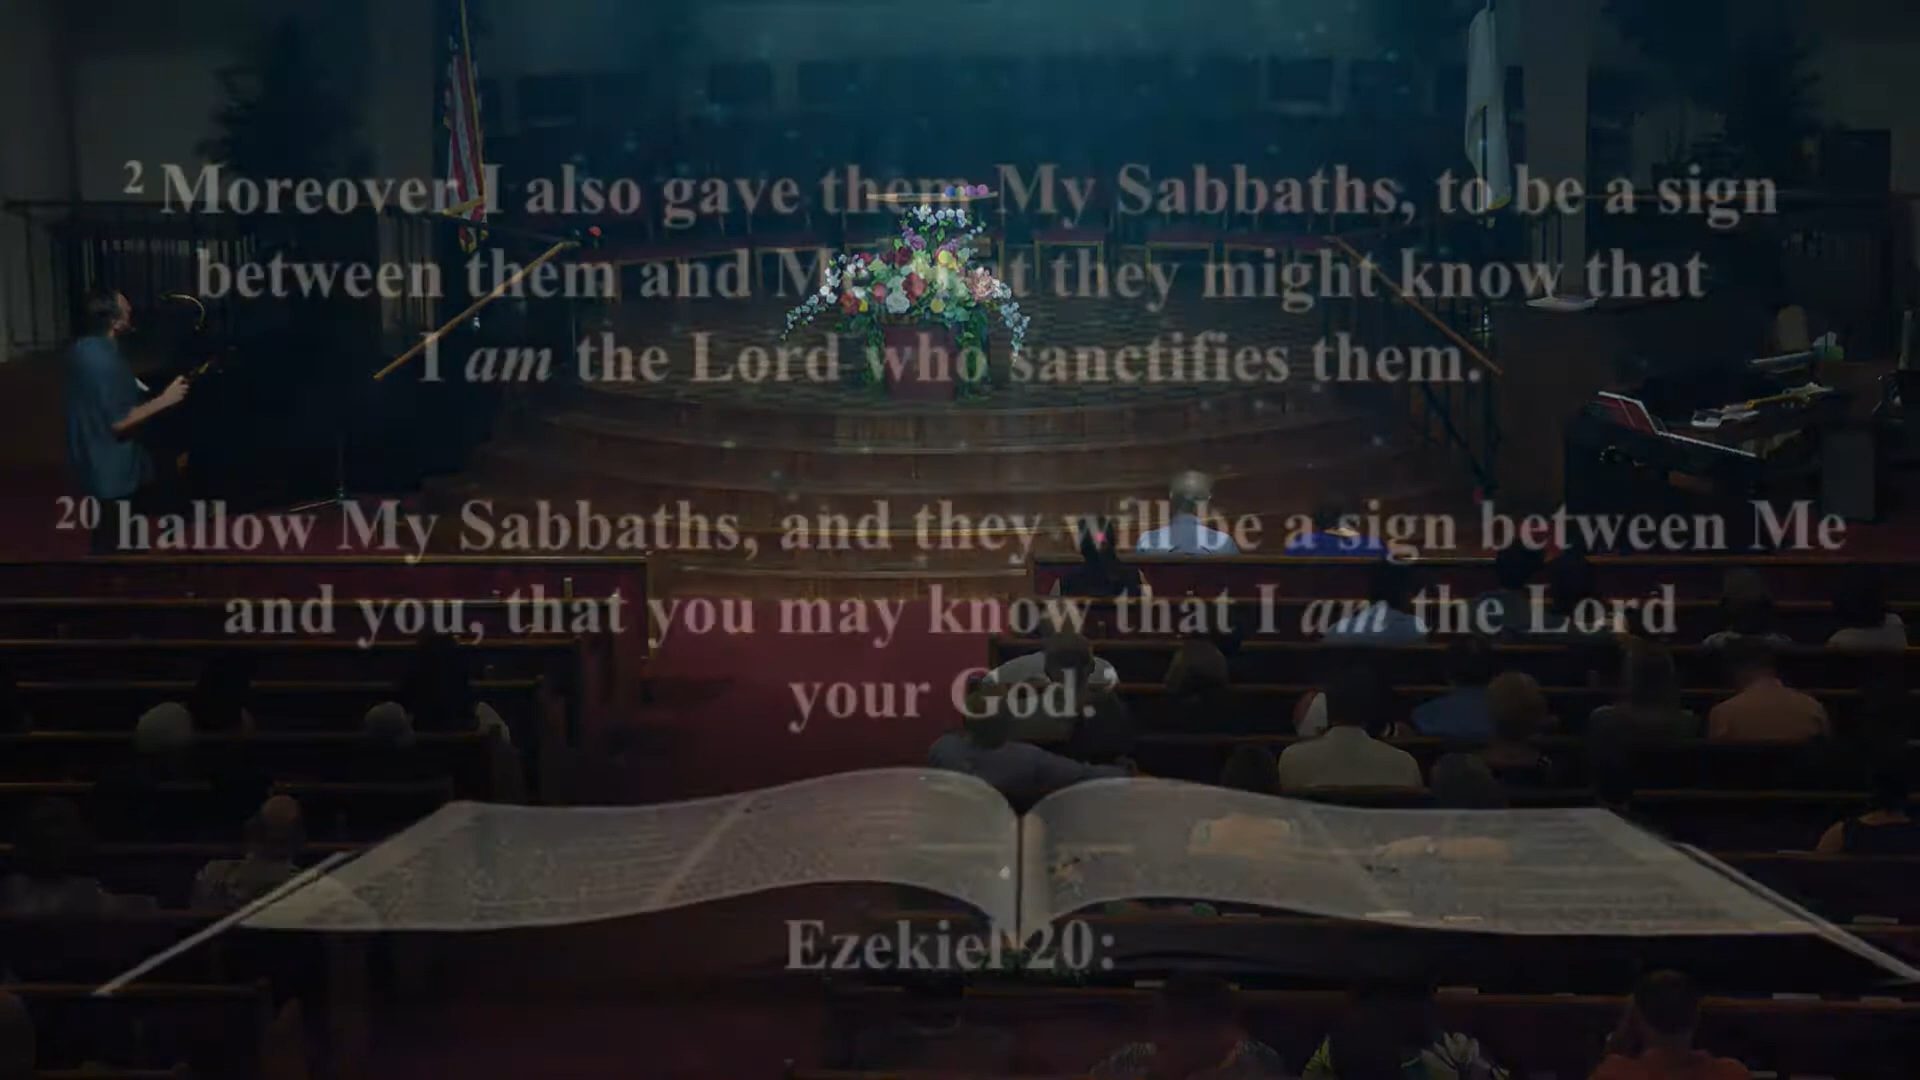 2 Moreover I also gave them My Sabbaths, to be a sign
between them and M t they might know that
I am the Lord who sanctifies them.
20 hallow My Sabbaths, and they will be a sign between Me
and you, that you may know that I am the Lord
your God.
Ezekiel 20: